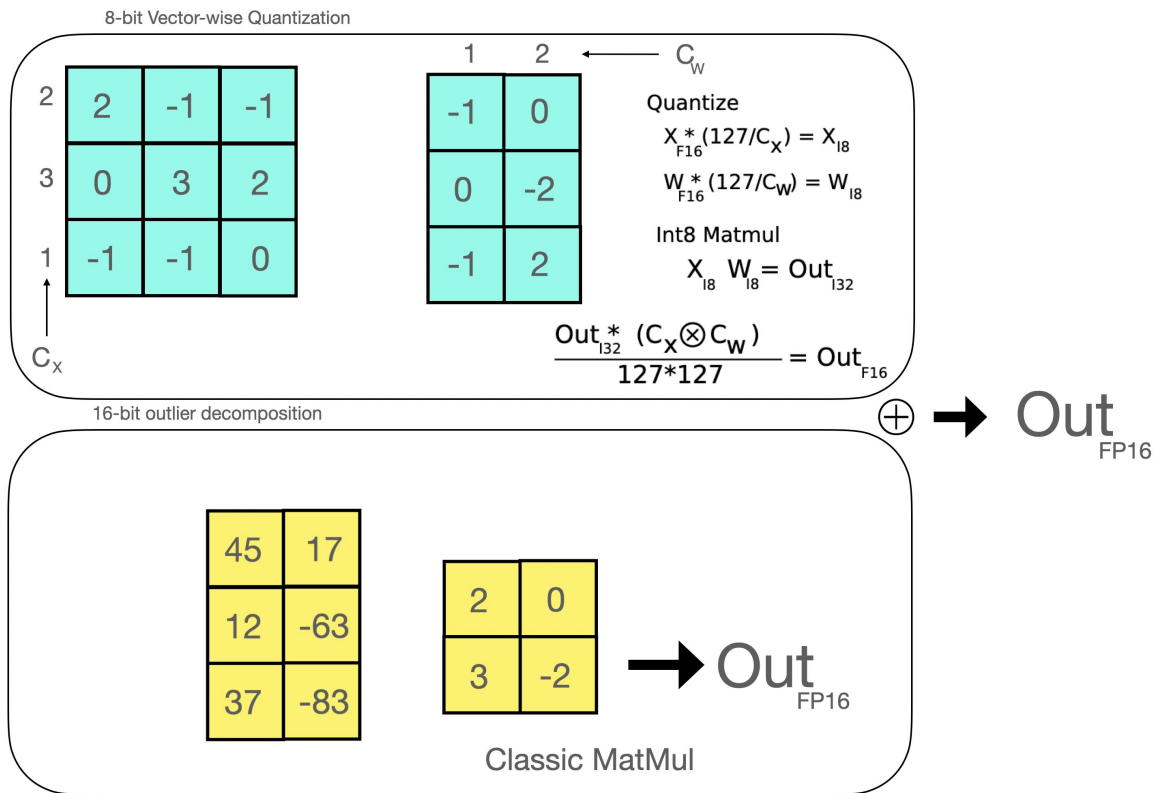 8-bit Vector-wise Quantization
1 2 ← C_W
2 2 -1 -1
3 0 3 2
1 -1 -1 0
C_X
-1 0
0 -2
-1 2
Quantize
X_F16 * (127/C_X) = X_I8
W_F16 * (127/C_W) = W_I8
Int8 Matmul
X_I8 W_I8 = Out_I32
Out_I32 * (C_X ⊗ C_W)
127*127
= Out_F16
16-bit outlier decomposition
⊕ → Out_FP16
45 17
12 -63
37 -83
2 0
3 -2
→ Out_FP16
Classic MatMul